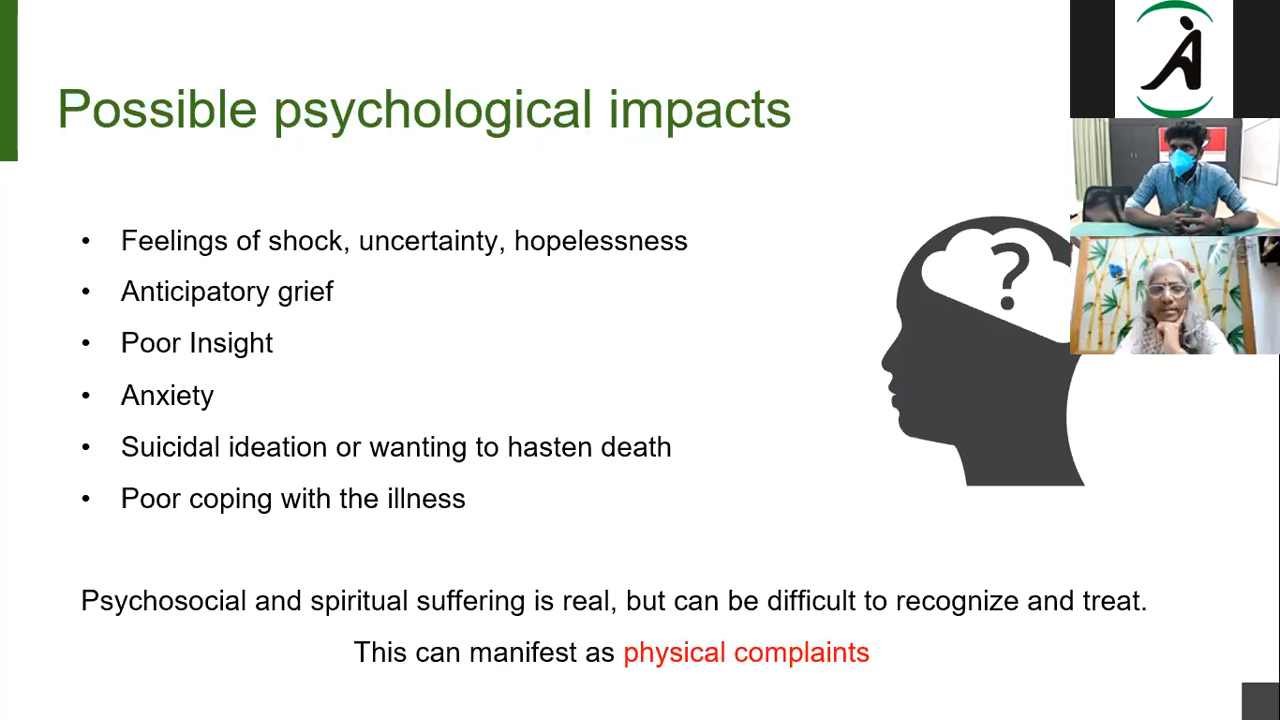 Possible psychological impacts
• Feelings of shock, uncertainty, hopelessness
• Anticipatory grief
• Poor Insight
• Anxiety
• Suicidal ideation or wanting to hasten death
• Poor coping with the illness
Psychosocial and spiritual suffering is real, but can be difficult to recognize and treat.
This can manifest as physical complaints
?